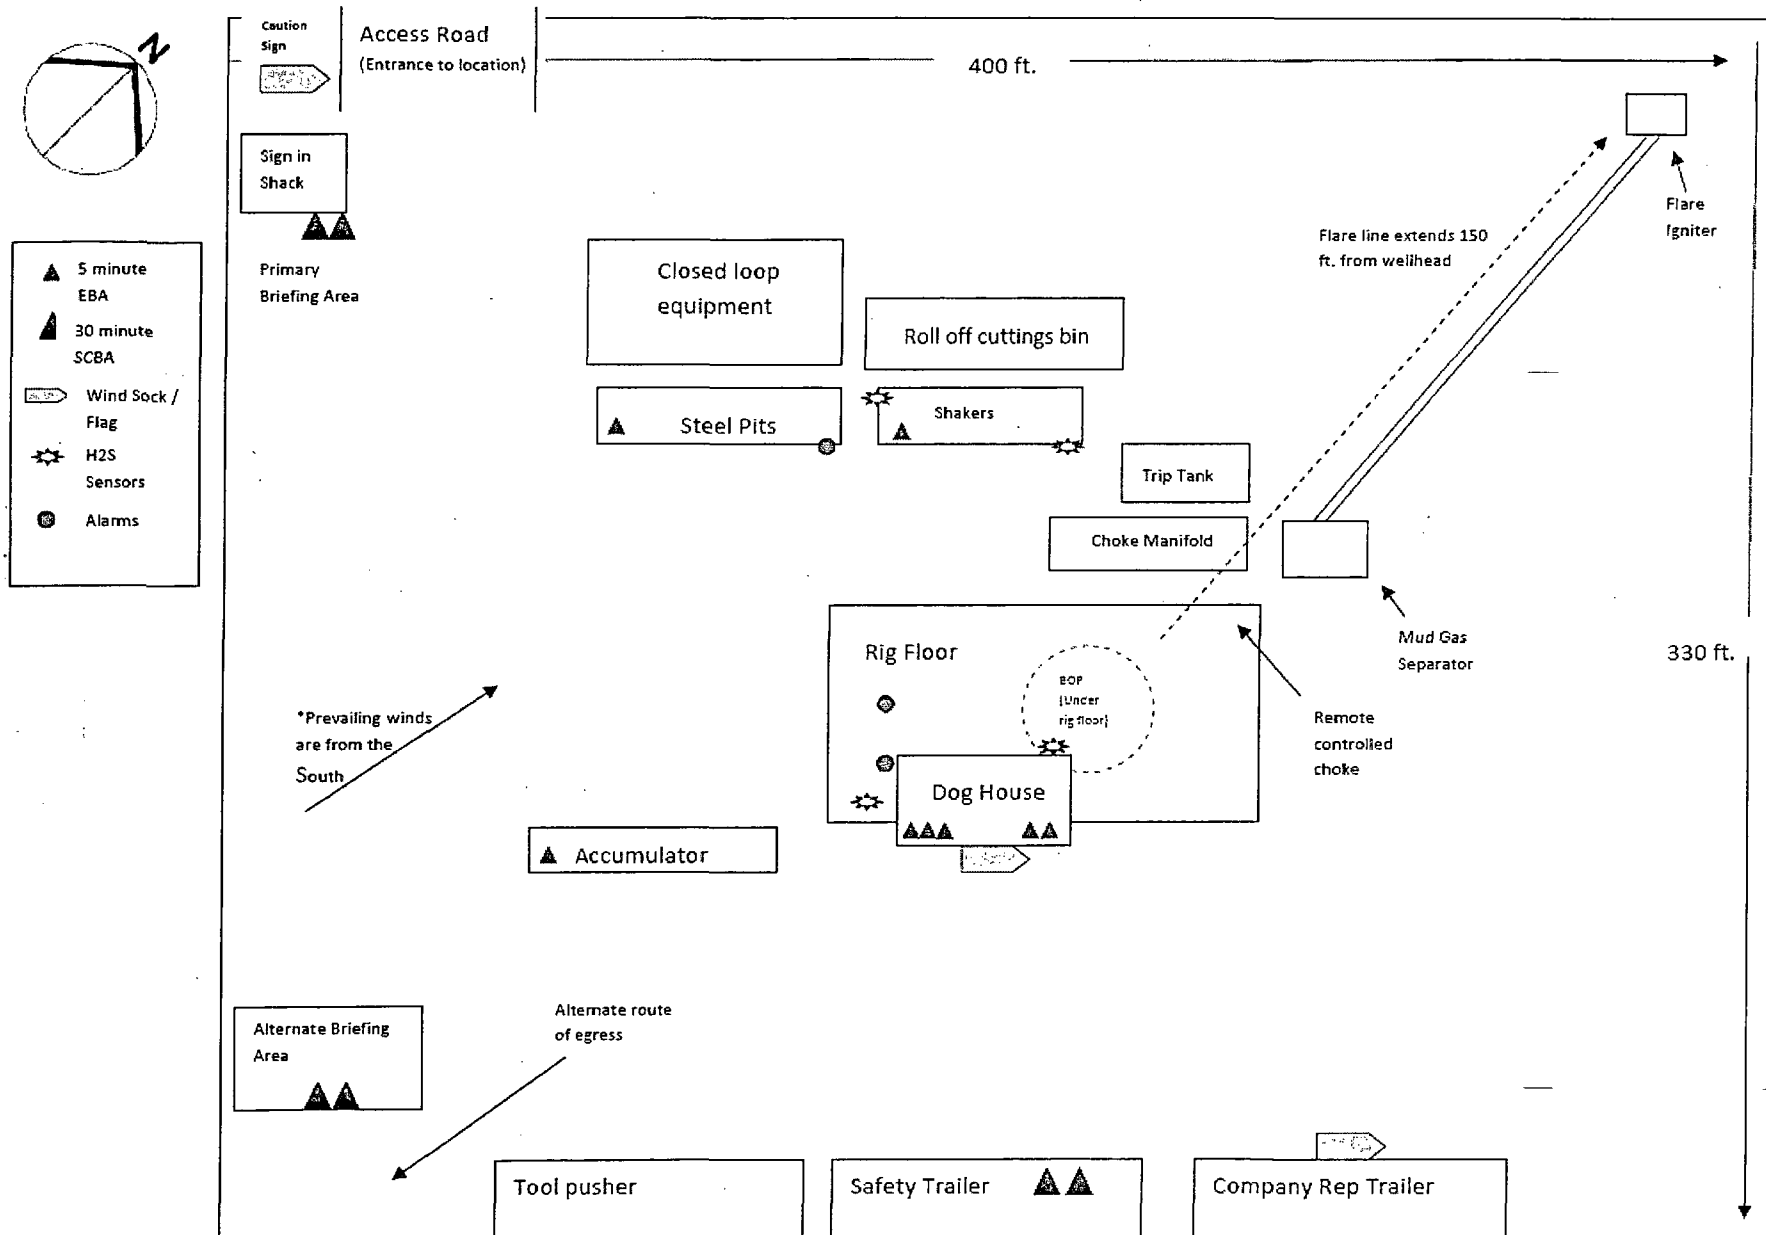 N
Caution
Sign
Access Road
(Entrance to location)
400 ft.
Sign in
Shack
Primary
Briefing Area
5 minute
EBA
30 minute
SCBA
Wind Sock /
Flag
H2S
Sensors
Alarms
Closed loop
equipment
Roll off cuttings bin
Steel Pits
Shakers
Trip Tank
Choke Manifold
Flare line extends 150
ft. from wellhead
Flare
Igniter
Mud Gas
Separator
330 ft.
Rig Floor
BOP
(Under
rig floor)
Remote
controlled
choke
*Prevailing winds
are from the
South
Dog House
Accumulator
Alternate Briefing
Area
Alternate route
of egress
Tool pusher
Safety Trailer
Company Rep Trailer